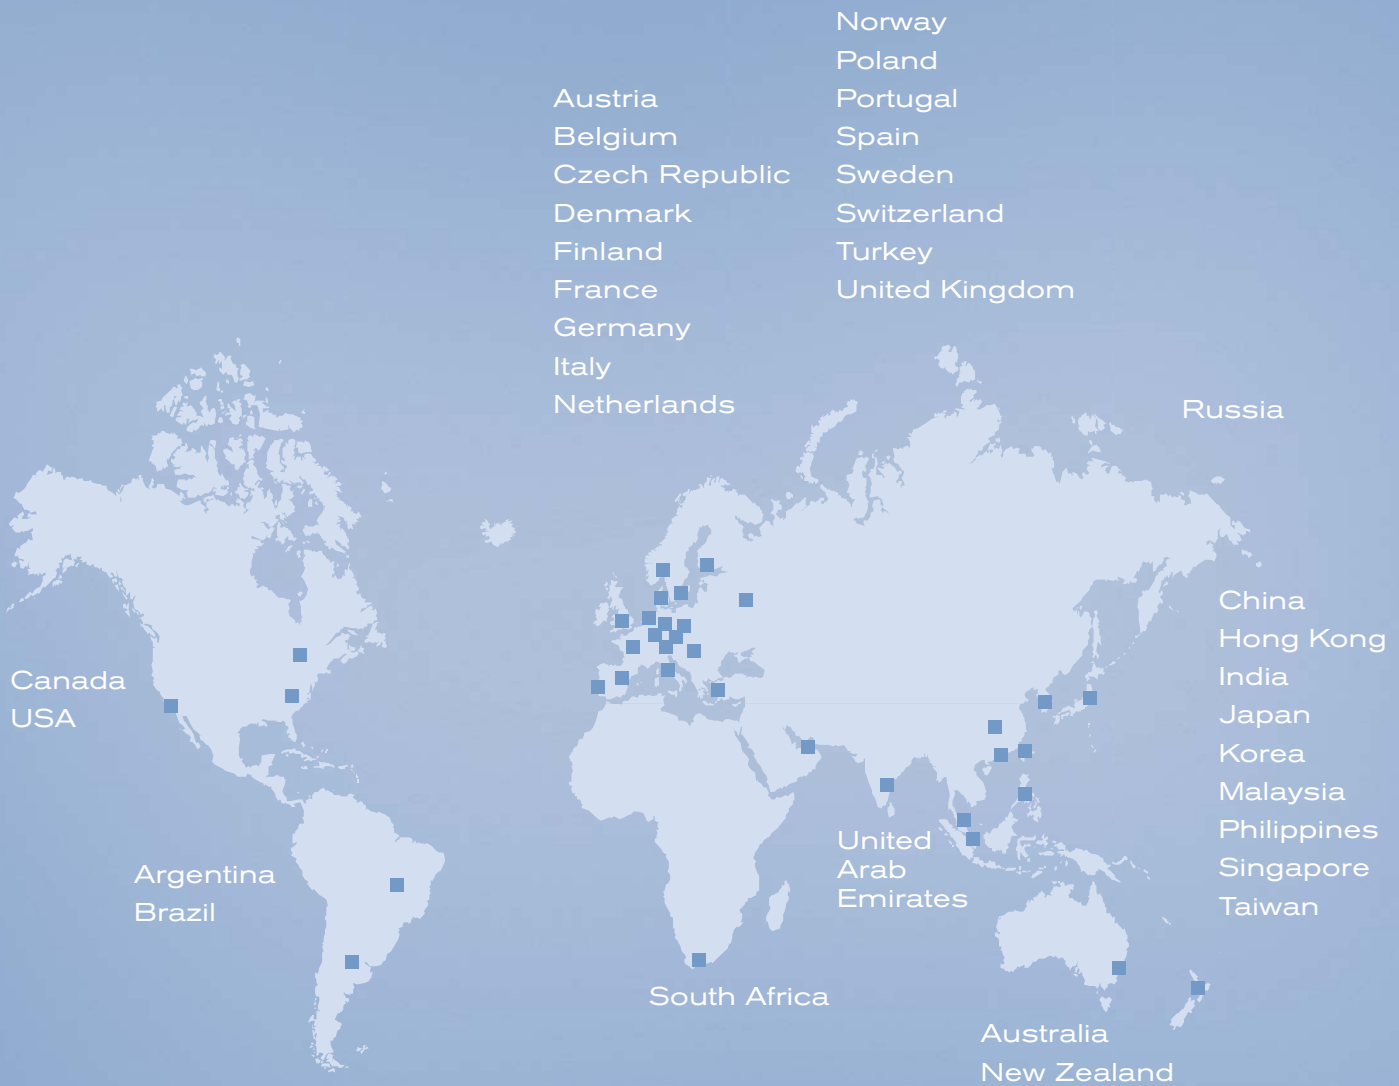 Austria
Belgium
Czech Republic
Denmark
Finland
France
Germany
Italy
Netherlands
Norway
Poland
Portugal
Spain
Sweden
Switzerland
Turkey
United Kingdom
Russia
Canada
USA
China
Hong Kong
India
Japan
Korea
Malaysia
Philippines
Singapore
Taiwan
Argentina
Brazil
United
Arab
Emirates
South Africa
Australia
New Zealand